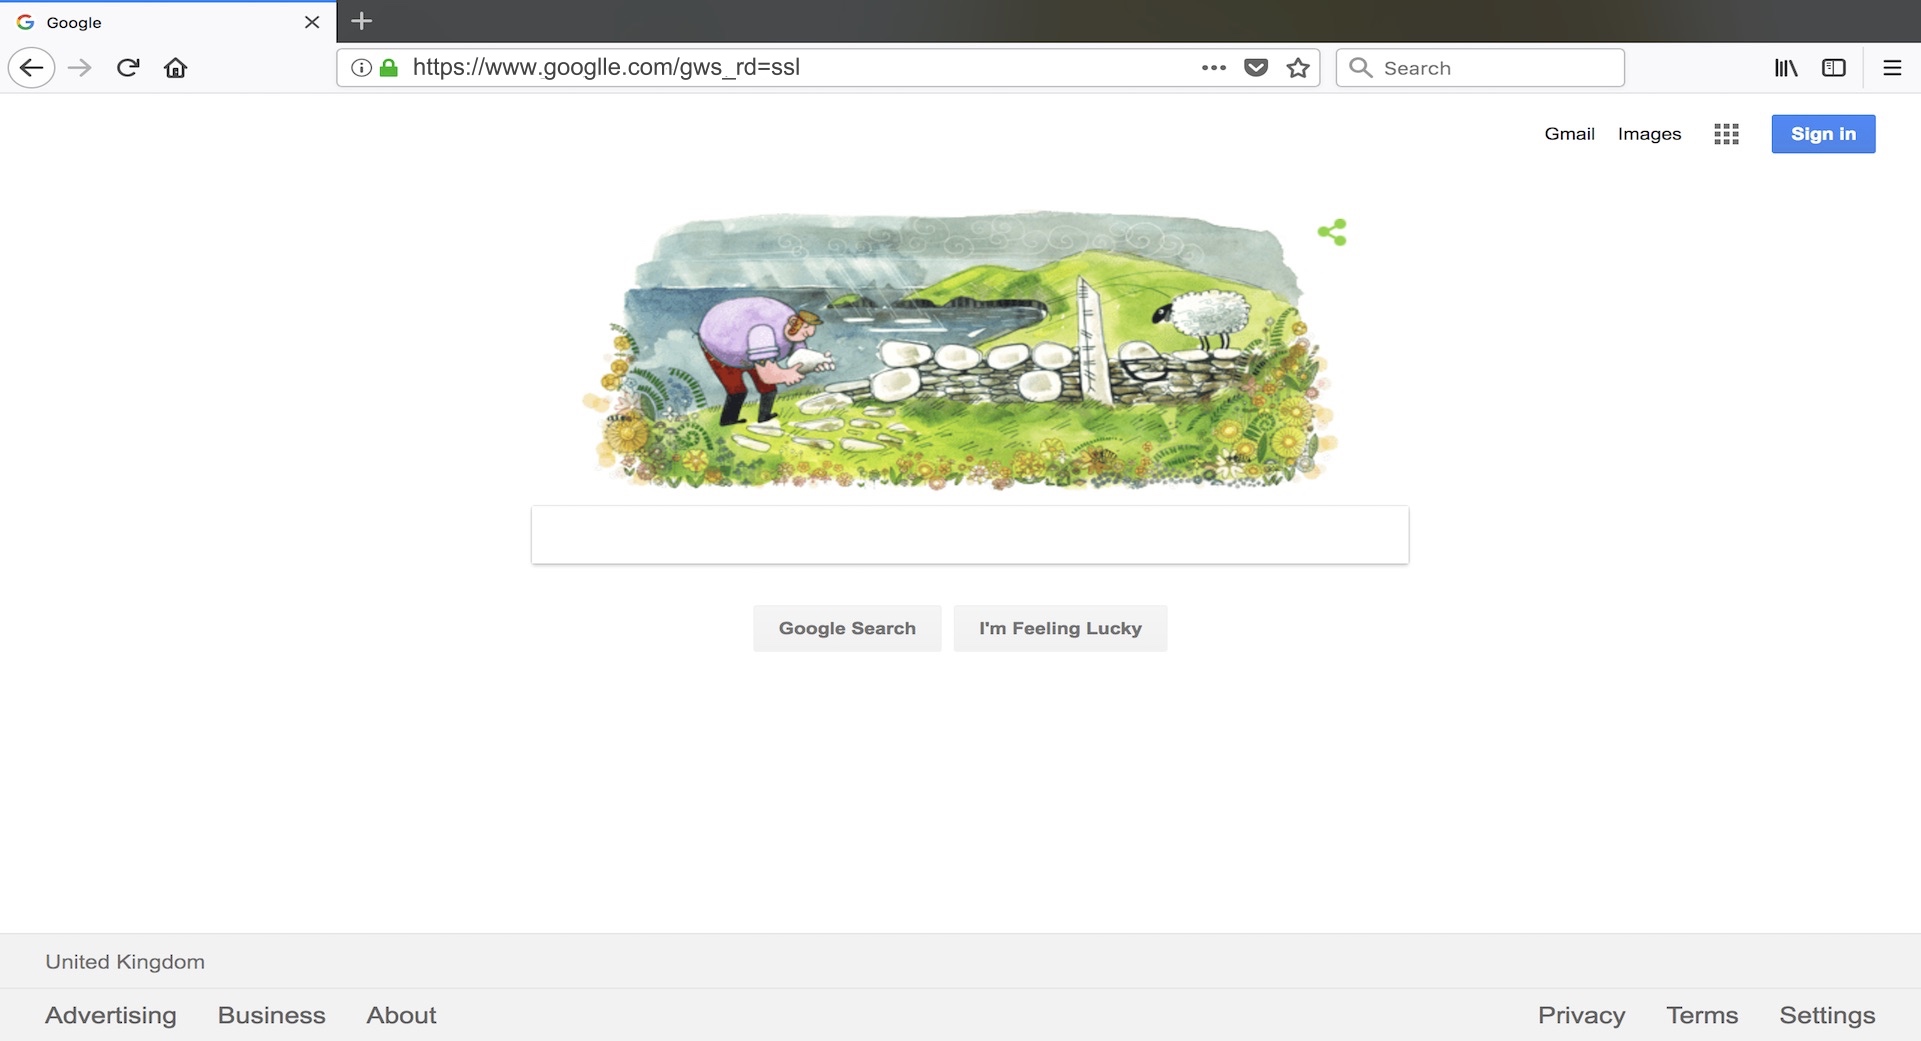 Google
https://www.googlle.com/gws_rd=ssl
Search
Gmail Images Sign in
Google Search I'm Feeling Lucky
United Kingdom
Advertising Business About Privacy Terms Settings